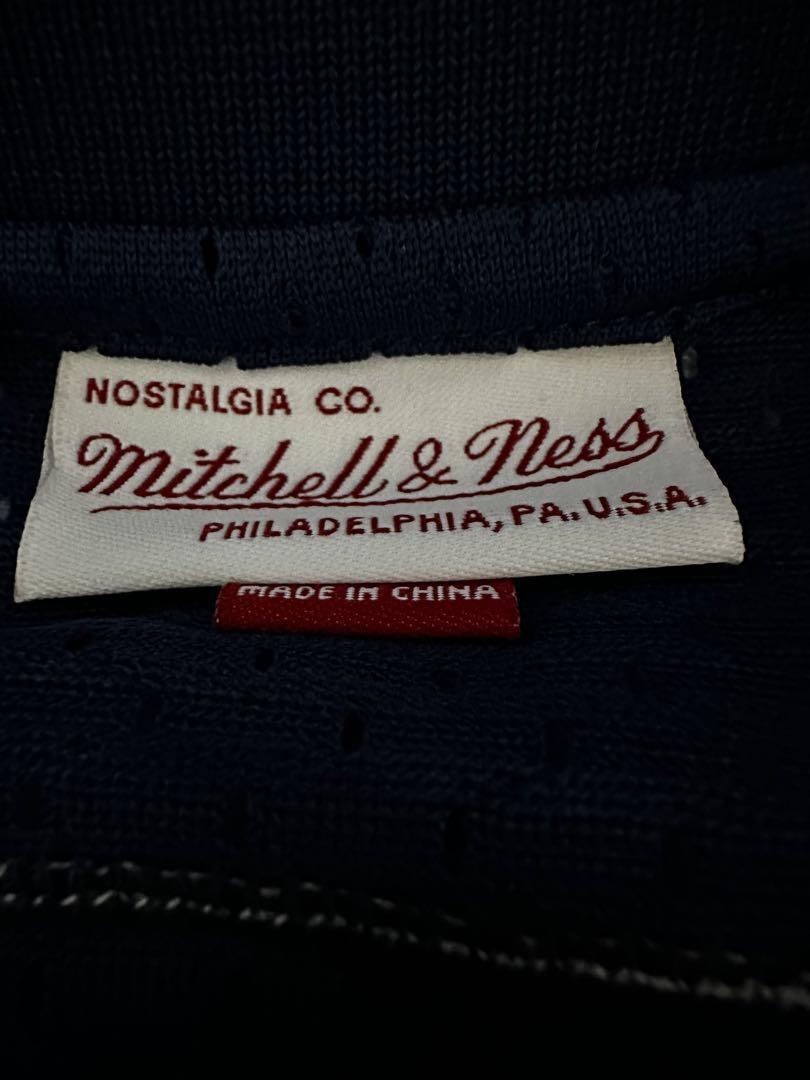 NOSTALGIA CO.
Mitchell & Ness
PHILADELPHIA, PA. U.S.A.
MADE IN CHINA